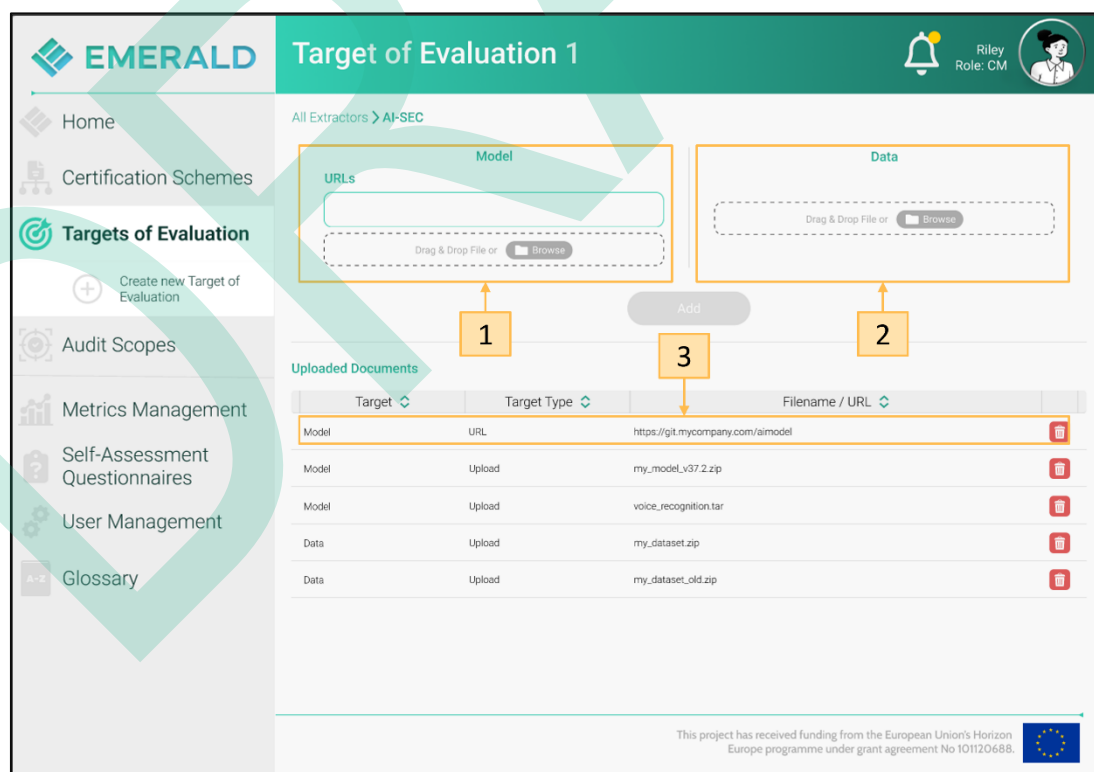 EMERALD
Target of Evaluation 1
Riley
Role: CM
Home
Certification Schemes
Targets of Evaluation
Create new Target of
Evaluation
Audit Scopes
Metrics Management
Self-Assessment
Questionnaires
User Management
A-Z
Glossary
All Extractors > AI-SEC
Model
URLs
Drag & Drop File or Browse
Data
Drag & Drop File or Browse
Add
1
2
3
Uploaded Documents
Target Target Type Filename / URL
Model URL https://git.mycompany.com/aimodel
Model Upload my_model_v37.2.zip
Model Upload voice_recognition.tar
Data Upload my_dataset.zip
Data Upload my_dataset_old.zip
This project has received funding from the European Union's Horizon
Europe programme under grant agreement No 101120688.